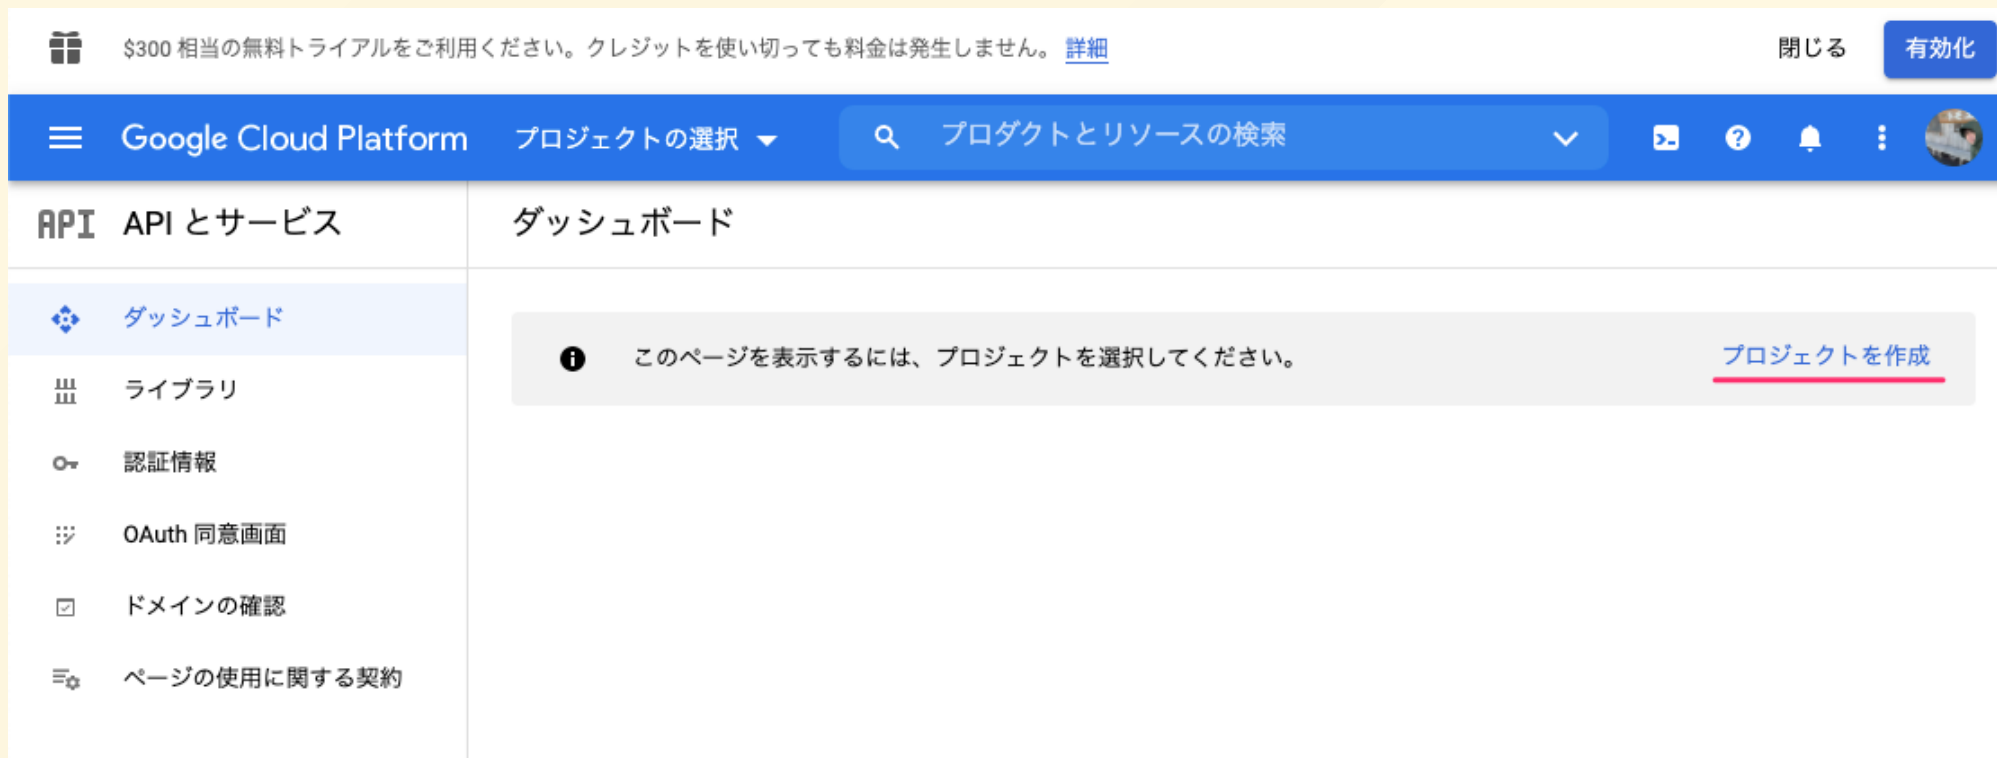 $300 相当の無料トライアルをご利用ください。クレジットを使い切っても料金は発生しません。 詳細
閉じる
有効化
Google Cloud Platform
プロジェクトの選択
プロダクトとリソースの検索
API
API とサービス
ダッシュボード
ダッシュボード
ライブラリ
認証情報
OAuth 同意画面
ドメインの確認
ページの使用に関する契約
このページを表示するには、プロジェクトを選択してください。
プロジェクトを作成